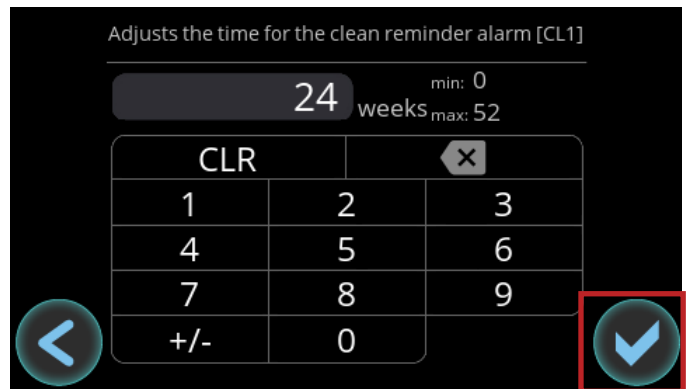 Adjusts the time for the clean reminder alarm [CL1]
24 weeks min: 0
max: 52
CLR
1 2 3
4 5 6
7 8 9
+/- 0